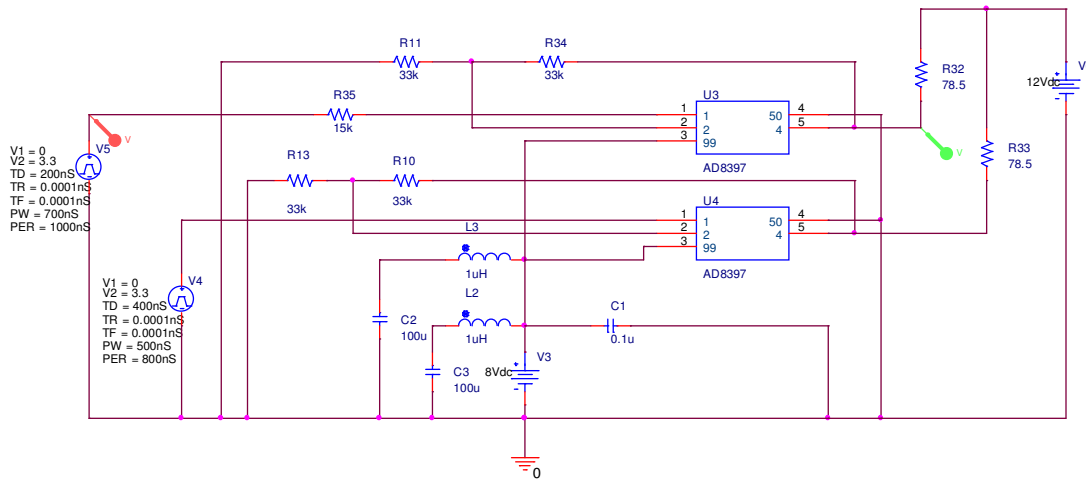 R11
33k
R34
33k
R35
15k
U3
1
2
3
1
2
99
50
4
4
5
AD8397
R32
78.5
V
12Vdc
R33
78.5
V
V
V5
V1 = 0
V2 = 3.3
TD = 200nS
TR = 0.0001nS
TF = 0.0001nS
PW = 700nS
PER = 1000nS
R13
33k
R10
33k
U4
1
2
3
1
2
99
50
4
4
5
AD8397
L3
1uH
L2
1uH
V4
V1 = 0
V2 = 3.3
TD = 400nS
TR = 0.0001nS
TF = 0.0001nS
PW = 500nS
PER = 800nS
C2
100u
C1
0.1u
C3
100u
V3
8Vdc
0